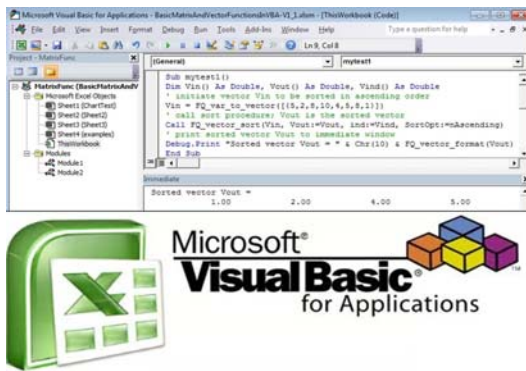 Microsoft Visual Basic for Applications - BasicMatrixAndVectorFunctionsInVBA-V1_1.xlsm - [ThisWorkbook (Code)]
File Edit View Insert Format Debug Run Tools Add-Ins Window Help Type a question for help
Ln 9, Col 8
Project - MatrixFunc
(General) mytest1
MatrixFunc (BasicMatrixAndV
Microsoft Excel Objects
Sheet1 (ChartTest)
Sheet2 (Sheet2)
Sheet3 (Sheet3)
Sheet4 (examples)
ThisWorkbook
Modules
Module1
Module2
Sub mytest1()
Dim Vin() As Double, Vout() As Double, Vind() As Double
' initiate vector Vin to be sorted in ascending order
Vin = FQ_var_to_vector([{5,2,8,10,4,5,8,1}])
' call sort procedure; Vout is the sorted vector
Call FQ_vector_sort(Vin, Vout:=Vout, ind:=Vind, SortOpt:=nAscending)
' print sorted vector Vout to immediate window
Debug.Print "Sorted vector Vout = " & Chr(10) & FQ_vector_format(Vout)
End Sub
Immediate
Sorted vector Vout =
1.00 2.00 4.00 5.00
Microsoft®
Visual Basic®
for Applications